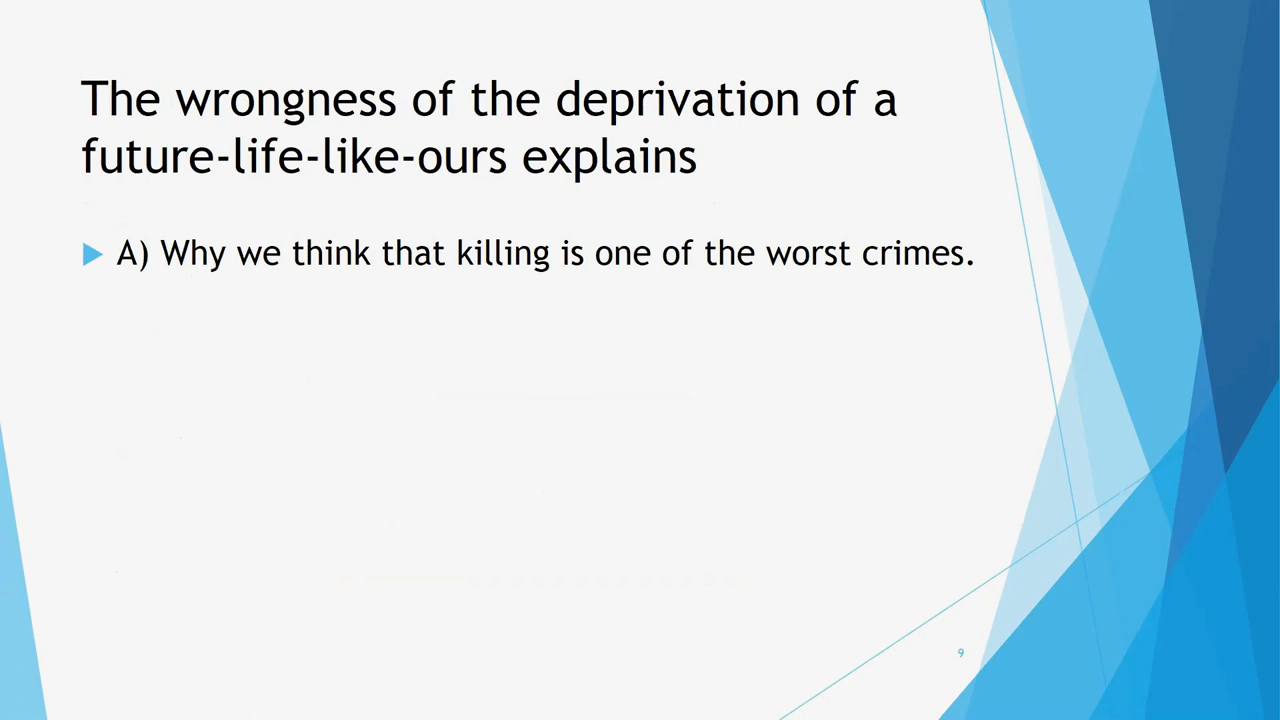 The wrongness of the deprivation of a
future-life-like-ours explains
A) Why we think that killing is one of the worst crimes.
9